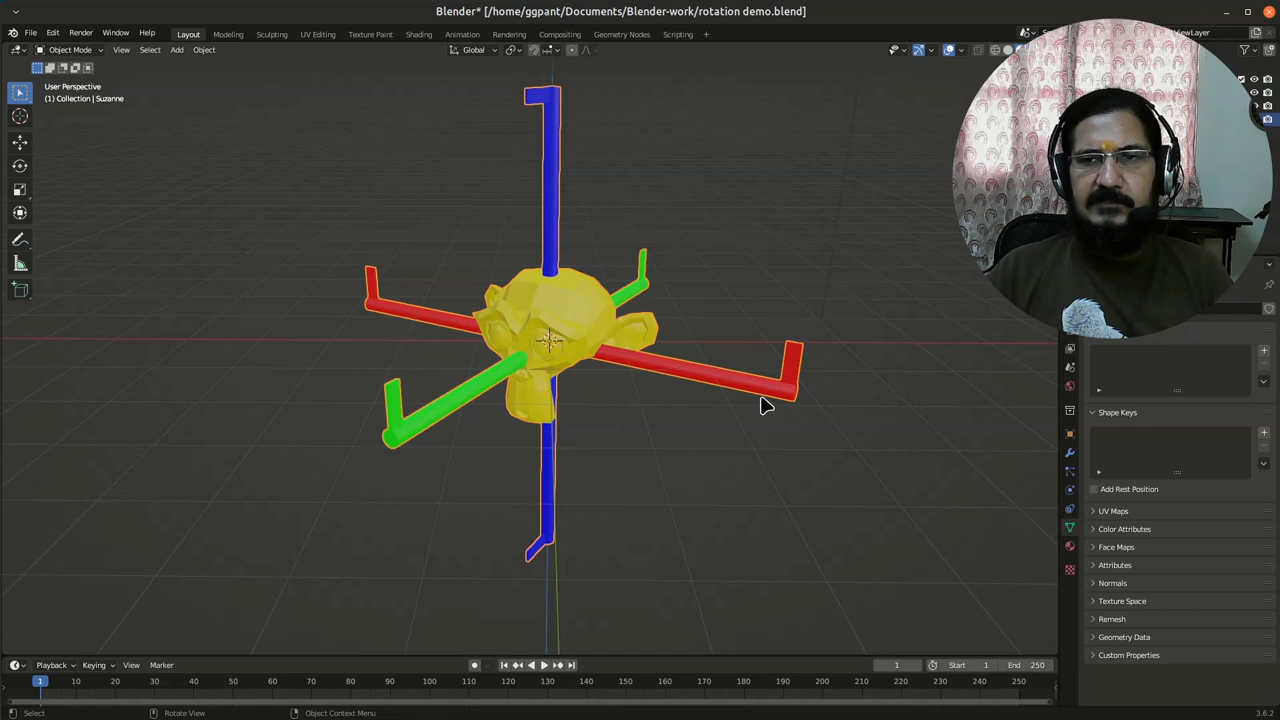 Blender* [/home/ggpant/Documents/Blender-work/rotation demo.blend]
File Edit Render Window Help Layout Modeling Sculpting UV Editing Texture Paint Shading Animation Rendering Compositing Geometry Nodes Scripting + ViewLayer
Object Mode View Select Add Object Global
User Perspective
(1) Collection | Suzanne
Shape Keys
Add Rest Position
UV Maps
Color Attributes
Face Maps
Attributes
Normals
Texture Space
Remesh
Geometry Data
Custom Properties
Playback Keying View Marker 1 Start 1 End 250
1 10 20 30 40 50 60 70 80 90 100 110 120 130 140 150 160 170 180 190 200 210 220 230 240 250
Select Rotate View Object Context Menu 3.6.2